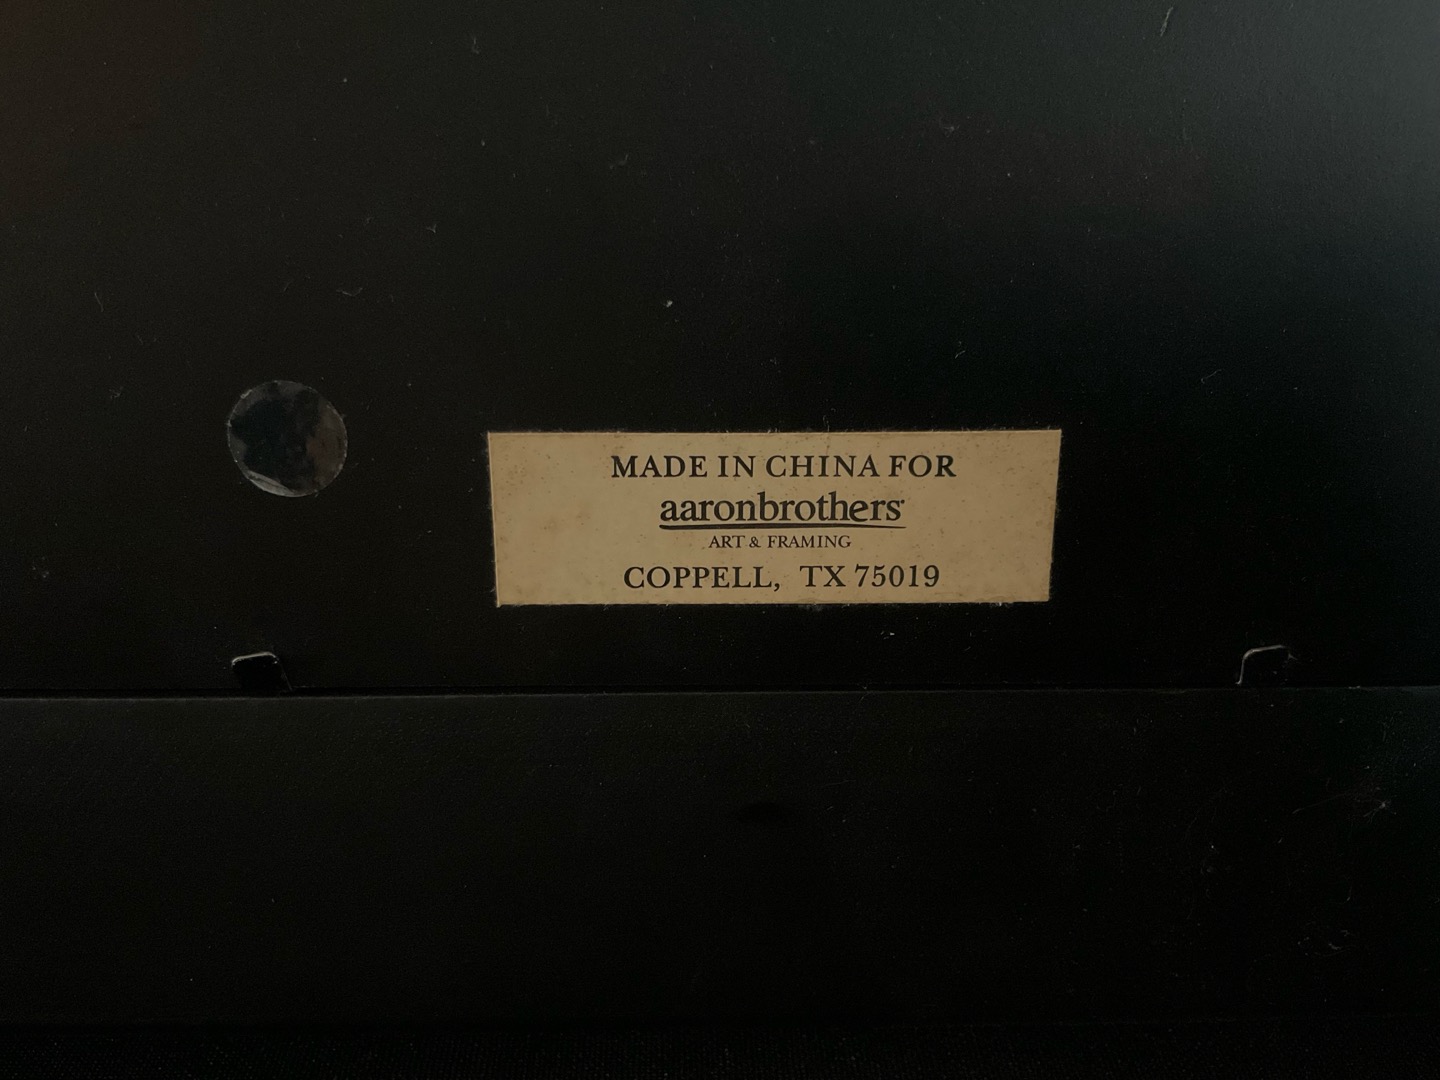 MADE IN CHINA FOR
aaronbrothers
ART & FRAMING
COPPELL, TX 75019